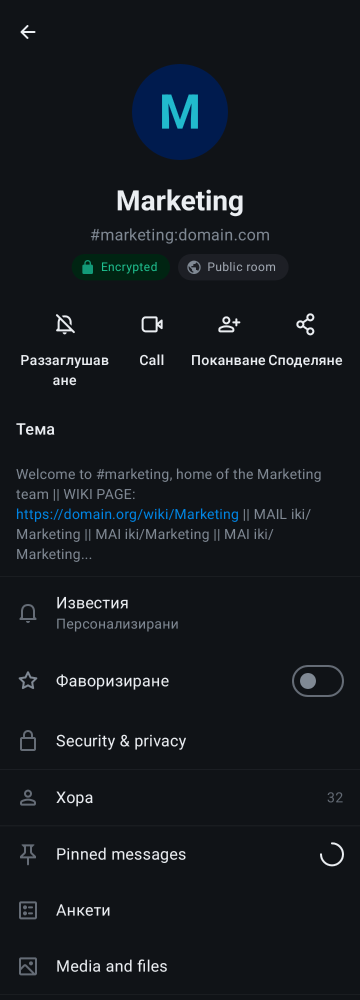 M
Marketing
#marketing:domain.com
Encrypted
Public room
Раззаглушав
ане
Call
Поканване
Споделяне
Тема
Welcome to #marketing, home of the Marketing
team || WIKI PAGE:
https://domain.org/wiki/Marketing || MAIL iki/
Marketing || MAI iki/Marketing || MAI iki/
Marketing...
Известия
Персонализирани
Фаворизиране
Security & privacy
Хора
32
Pinned messages
Анкети
Media and files